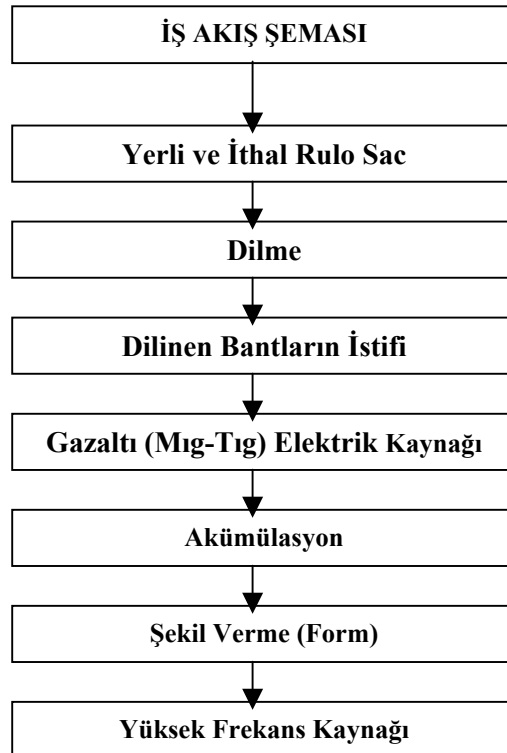 İŞ AKIŞ ŞEMASI
Yerli ve İthal Rulo Sac
Dilme
Dilinen Bantların İstifi
Gazaltı (Mıg-Tıg) Elektrik Kaynağı
Akümülasyon
Şekil Verme (Form)
Yüksek Frekans Kaynağı